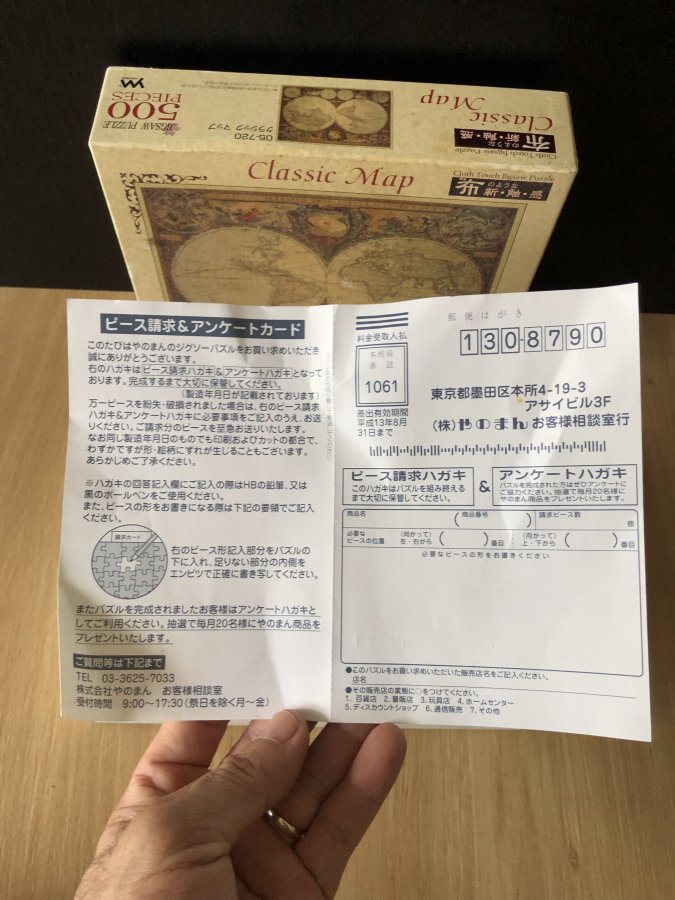 YM
500
PIECES
JIGSAW PUZZLE
05-720
クラシック マップ
Classic
Map
布
のような
新・触・感
Cloth Touch Jigsaw Puzzle
Classic Map
Cloth Touch Jigsaw Puzzle
布
のような
新・触・感
ピース請求&アンケートカード
このたびはやのまんのジグソーパズルをお買い求めいただき
誠にありがとうございます。
右のハガキはピース請求ハガキ&アンケートハガキとなって
おります。完成するまで大切に保管してください。
(製造年月日が記載されております)
万一ピースを紛失・破損されました場合は、右のピース請求
ハガキ&アンケートハガキに必要事項をご記入のうえ、お送
りください。ご請求分のピースを至急お送りいたします。
なお同じ製造年月日のものでも印刷およびカットの都合で、
わずかですが形・絵柄にずれが生じることもございます。
あらかじめご了承ください。
※ハガキの回答記入欄にご記入の際はHBの鉛筆、又は
黒のボールペンをご使用ください。
また、ピースの形をお書きになる際は下記の要領でご記入
ください。
請求カード
右のピース形記入部分をパズルの
下に入れ、足りない部分の内側を
エンピツで正確に書き写してください。
またパズルを完成されましたお客様はアンケートハガキと
してご利用ください。抽選で毎月20名様にやのまん商品を
プレゼントいたします。
ご質問等は下記まで
TEL 03-3625-7033
株式会社やのまん お客様相談室
受付時間 9:00〜17:30(祭日を除く月〜金)
郵便はがき
料金受取人払
本所局
承認
1061
差出有効期間
平成13年8月
31日まで
1308790
東京都墨田区本所4-19-3
アサイビル3F
(株)やのまん お客様相談室行
ピース請求ハガキ
このハガキはパズルを組み終える
まで大切に保管してください。
&
アンケートハガキ
パズルを完成された方はぜひアンケートに
ご協力ください。抽選で毎月20名様に
やのまん商品をプレゼントいたします。
商品名
(商品番号 )
請求ピース数
個
必要な
ピースの位置
(向かって)
左・右から
( )番目
(向かって)
上・下から
( )番目
必要なピースの形をお書きください
●このパズルをお買い求めいただいた販売店名をご記入ください。
店名
●その販売店の業態に○をつけてください。
1. 百貨店 2. 量販店 3. 玩具店 4. ホームセンター
5. ディスカウントショップ 6. 通信販売 7. その他